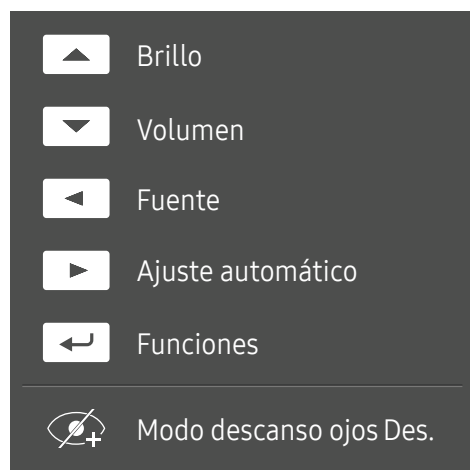 Brillo
Volumen
Fuente
Ajuste automático
Funciones
Modo descanso ojos Des.